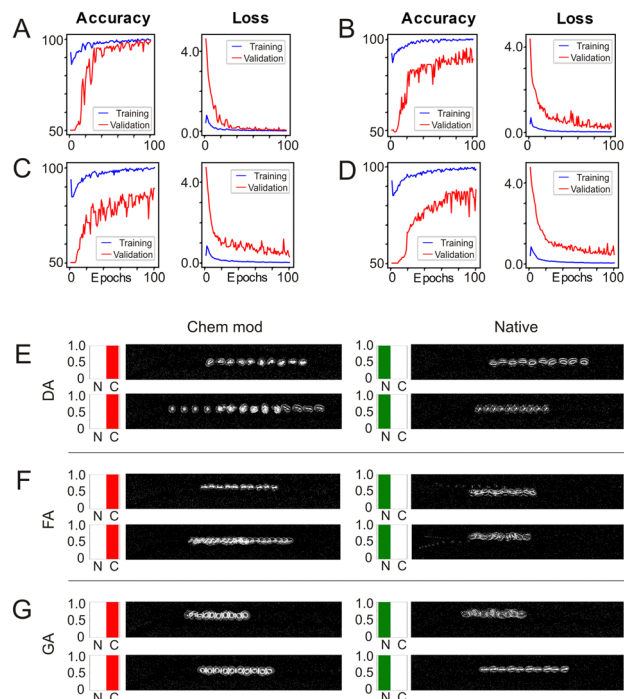 A Accuracy Loss B Accuracy Loss
100 4.0 100 4.0
Training Validation Training Validation
Training Validation Training Validation
50 0.0 50 0.0
100 100 100 100
C D
100 4.0 100 4.0
Training Validation Training Validation
Training Validation Training Validation
50 0.0 50 0.0
0 Epochs 100 0 Epochs 100 0 Epochs 100 0 Epochs 100
Chem mod Native
E
DA
1.0 1.0
0.5 0.5
0 N C 0 N C
1.0 1.0
0.5 0.5
0 0
N C N C
F
FA
1.0 1.0
0.5 0.5
0 N C 0 N C
1.0 1.0
0.5 0.5
0 0
N C N C
G
GA
1.0 1.0
0.5 0.5
0 N C 0 N C
1.0 1.0
0.5 0.5
0 0
N C N C